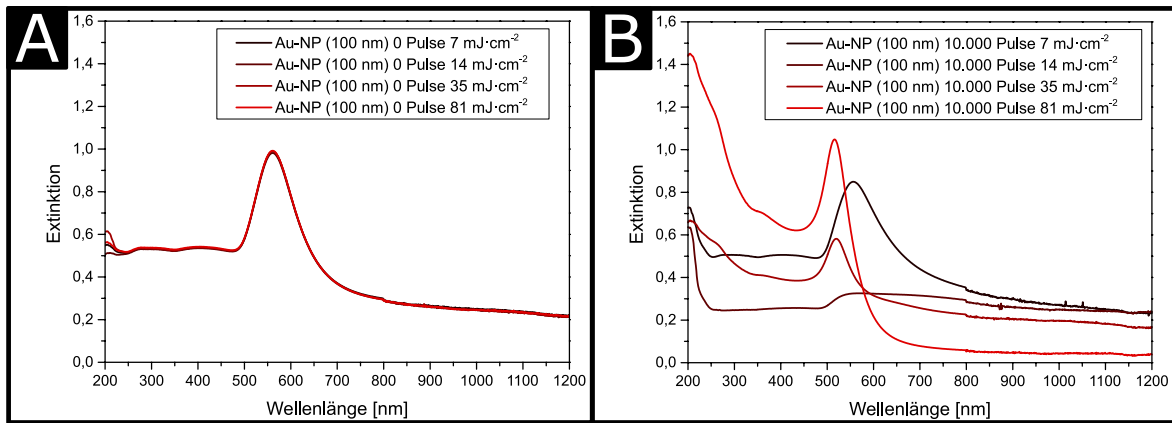 A
Au-NP (100 nm) 0 Pulse 7 mJ·cm⁻²
Au-NP (100 nm) 0 Pulse 14 mJ·cm⁻²
Au-NP (100 nm) 0 Pulse 35 mJ·cm⁻²
Au-NP (100 nm) 0 Pulse 81 mJ·cm⁻²
Extinktion
1,6
1,4
1,2
1,0
0,8
0,6
0,4
0,2
0,0
200 300 400 500 600 700 800 900 1000 1100 1200
Wellenlänge [nm]
B
Au-NP (100 nm) 10.000 Pulse 7 mJ·cm⁻²
Au-NP (100 nm) 10.000 Pulse 14 mJ·cm⁻²
Au-NP (100 nm) 10.000 Pulse 35 mJ·cm⁻²
Au-NP (100 nm) 10.000 Pulse 81 mJ·cm⁻²
Extinktion
1,6
1,4
1,2
1,0
0,8
0,6
0,4
0,2
0,0
200 300 400 500 600 700 800 900 1000 1100 1200
Wellenlänge [nm]